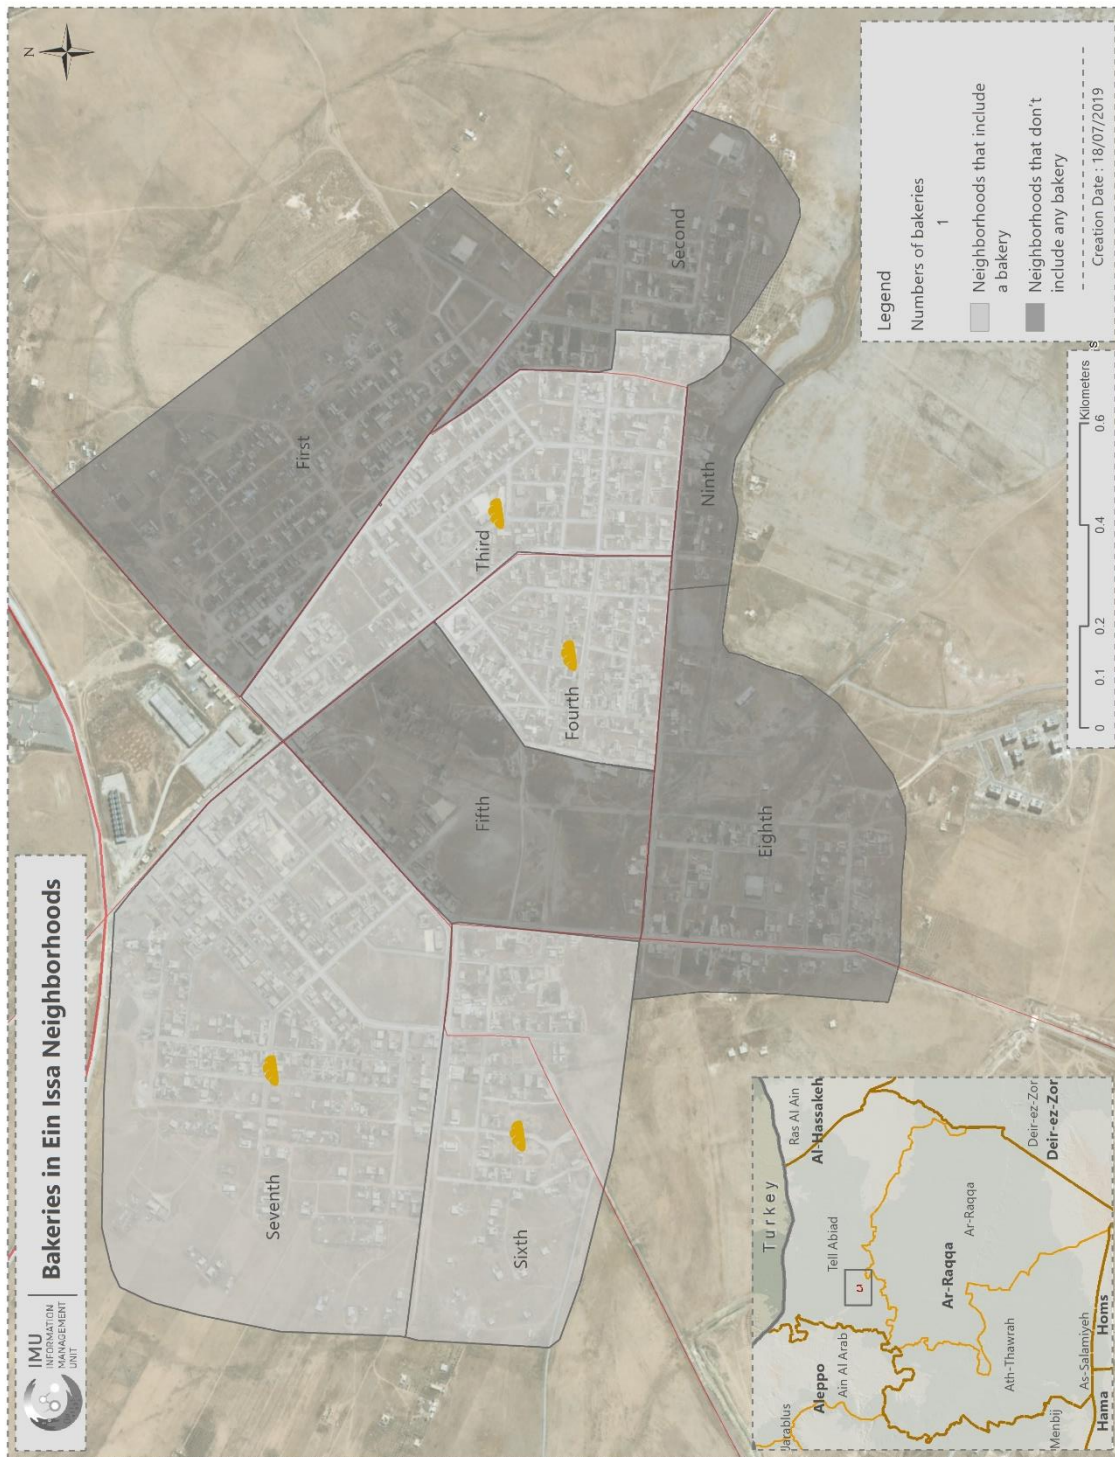 IMU
INFORMATION
MANAGEMENT
UNIT
Bakeries in Ein Issa Neighborhoods
N
First
Second
Third
Fourth
Fifth
Sixth
Seventh
Eighth
Ninth
Turkey
Jarablus
Aleppo
Ain Al Arab
Tell Abiad
Ras Al Ain
Al-Hassakeh
Menbij
Ath-Thawrah
Ar-Raqqa
Ar-Raqqa
Deir-ez-Zor
Deir-ez-Zor
Hama
As-Salamiyeh
Homs
0
0.1
0.2
0.4
0.6
Kilometers
s
Legend
Numbers of bakeries
1
Neighborhoods that include
a bakery
Neighborhoods that don't
include any bakery
Creation Date : 18/07/2019